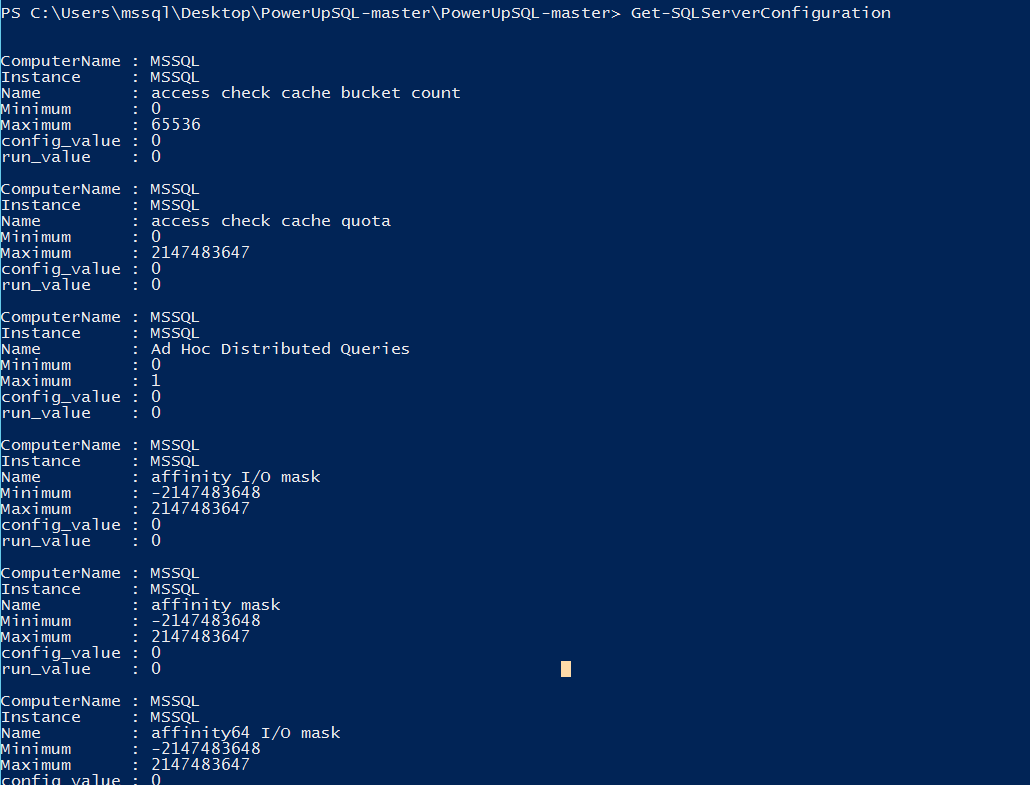 PS C:\Users\mssql\Desktop\PowerUpSQL-master\PowerUpSQL-master> Get-SQLServerConfiguration
ComputerName : MSSQL
Instance     : MSSQL
Name         : access check cache bucket count
Minimum      : 0
Maximum      : 65536
config_value : 0
run_value    : 0
ComputerName : MSSQL
Instance     : MSSQL
Name         : access check cache quota
Minimum      : 0
Maximum      : 2147483647
config_value : 0
run_value    : 0
ComputerName : MSSQL
Instance     : MSSQL
Name         : Ad Hoc Distributed Queries
Minimum      : 0
Maximum      : 1
config_value : 0
run_value    : 0
ComputerName : MSSQL
Instance     : MSSQL
Name         : affinity I/O mask
Minimum      : -2147483648
Maximum      : 2147483647
config_value : 0
run_value    : 0
ComputerName : MSSQL
Instance     : MSSQL
Name         : affinity mask
Minimum      : -2147483648
Maximum      : 2147483647
config_value : 0
run_value    : 0
ComputerName : MSSQL
Instance     : MSSQL
Name         : affinity64 I/O mask
Minimum      : -2147483648
Maximum      : 2147483647
config_value : 0